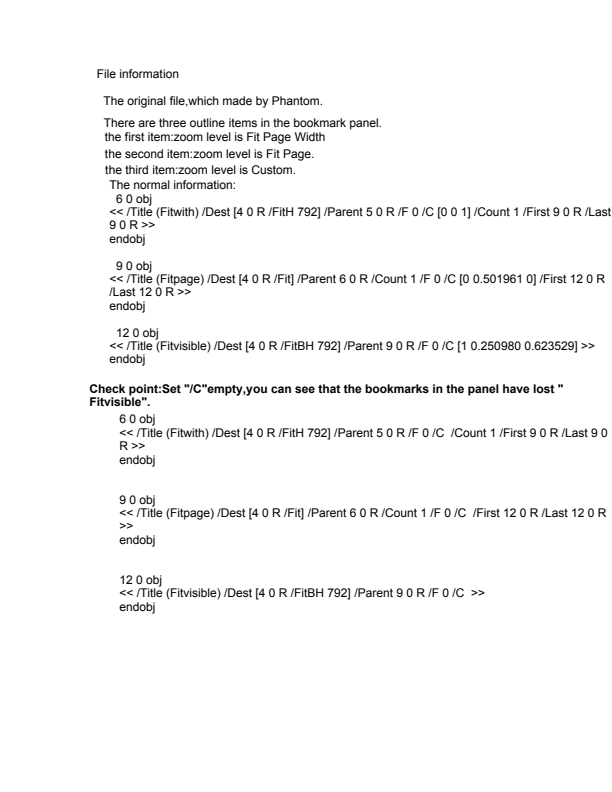 File information
The original file,which made by Phantom.
There are three outline items in the bookmark panel.
the first item:zoom level is Fit Page Width
the second item:zoom level is Fit Page.
the third item:zoom level is Custom.
The normal information:
6 0 obj
<< /Title (Fitwith) /Dest [4 0 R /FitH 792] /Parent 5 0 R /F 0 /C [0 0 1] /Count 1 /First 9 0 R /Last
9 0 R >>
endobj
9 0 obj
<< /Title (Fitpage) /Dest [4 0 R /Fit] /Parent 6 0 R /Count 1 /F 0 /C [0 0.501961 0] /First 12 0 R
/Last 12 0 R >>
endobj
12 0 obj
<< /Title (Fitvisible) /Dest [4 0 R /FitBH 792] /Parent 9 0 R /F 0 /C [1 0.250980 0.623529] >>
endobj
Check point:Set "/C"empty,you can see that the bookmarks in the panel have lost "
Fitvisible".
6 0 obj
<< /Title (Fitwith) /Dest [4 0 R /FitH 792] /Parent 5 0 R /F 0 /C  /Count 1 /First 9 0 R /Last 9 0
R >>
endobj
9 0 obj
<< /Title (Fitpage) /Dest [4 0 R /Fit] /Parent 6 0 R /Count 1 /F 0 /C  /First 12 0 R /Last 12 0 R
>>
endobj
12 0 obj
<< /Title (Fitvisible) /Dest [4 0 R /FitBH 792] /Parent 9 0 R /F 0 /C  >>
endobj